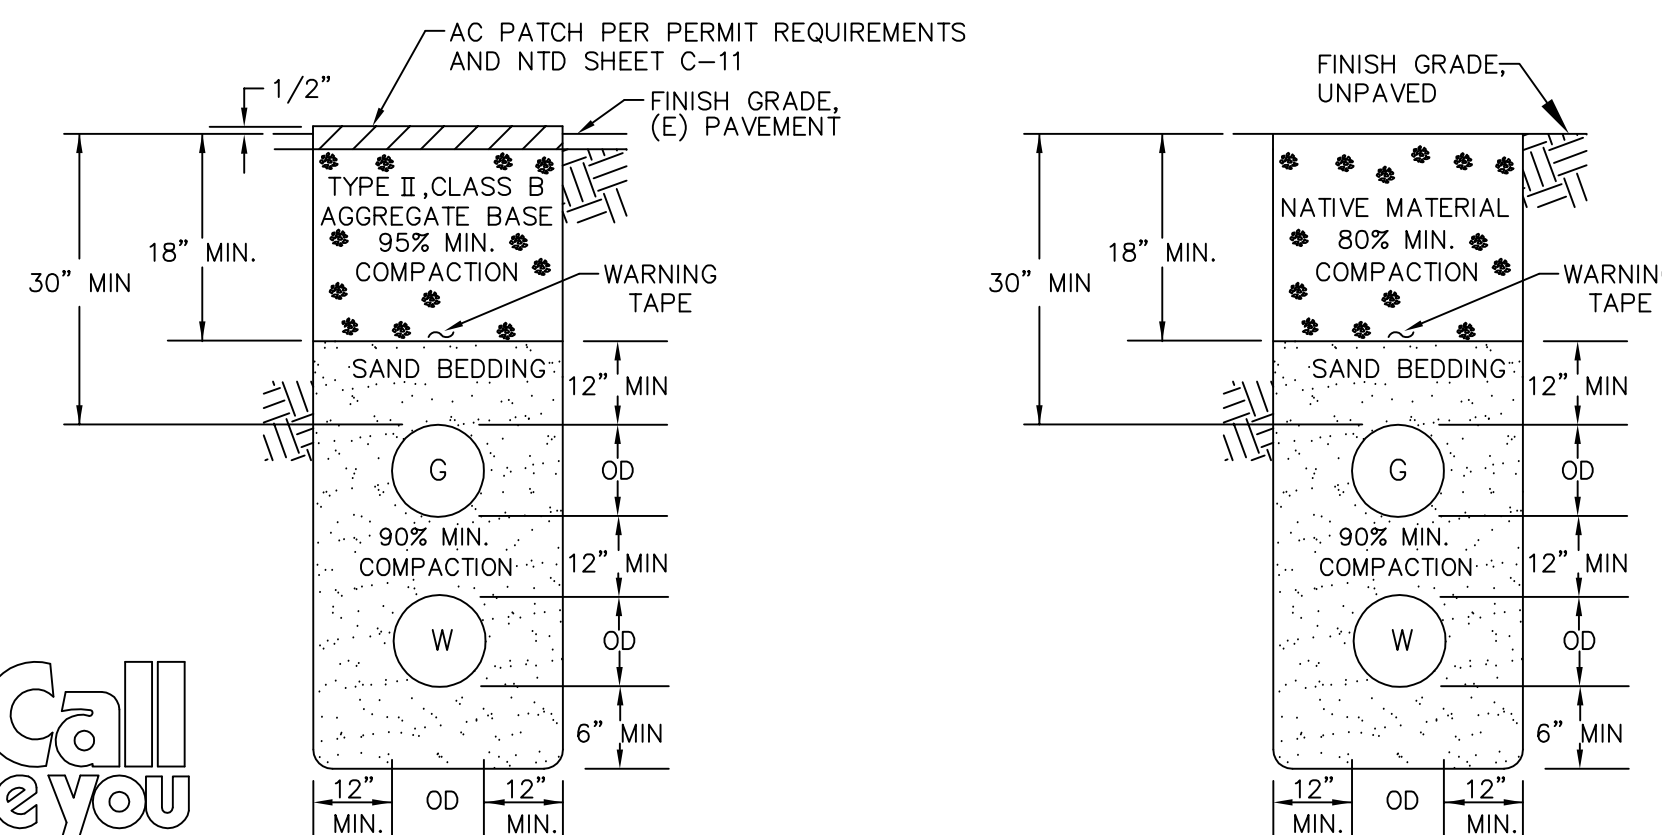 AC PATCH PER PERMIT REQUIREMENTS
AND NTD SHEET C-11
1/2"
FINISH GRADE,
(E) PAVEMENT
TYPE II,CLASS B
AGGREGATE BASE
95% MIN.
COMPACTION
18" MIN.
30" MIN
WARNING
TAPE
SAND BEDDING
12" MIN
G
OD
90% MIN.
COMPACTION
12" MIN
W
OD
6" MIN
12"
MIN.
OD
12"
MIN.
FINISH GRADE,
UNPAVED
NATIVE MATERIAL
80% MIN.
COMPACTION
18" MIN.
30" MIN
WARNIN
TAPE
SAND BEDDING
12" MIN
G
OD
90% MIN.
COMPACTION
12" MIN
W
OD
6" MIN
12"
MIN.
OD
12"
MIN.
Call
e you